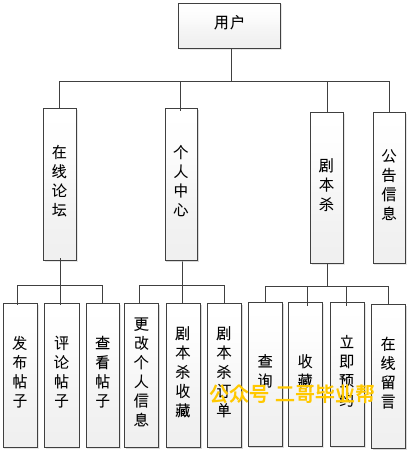 用户
在线论坛
个人中心
剧本杀
公告信息
发布帖子
评论帖子
查看帖子
更改个人信息
剧本杀收藏
剧本杀订单
查询
收藏
立即预约
在线留言
公众号 二哥毕业帮